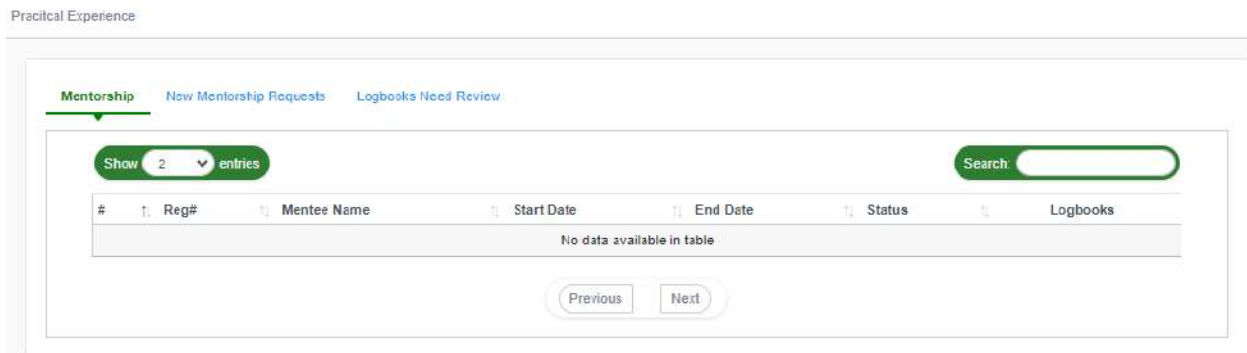 Pracitcal Experience
Mentorship New Mentorship Requests Logbooks Need Review
Show 2 entries Search:
# Reg# Mentee Name Start Date End Date Status Logbooks
No data available in table
Previous Next